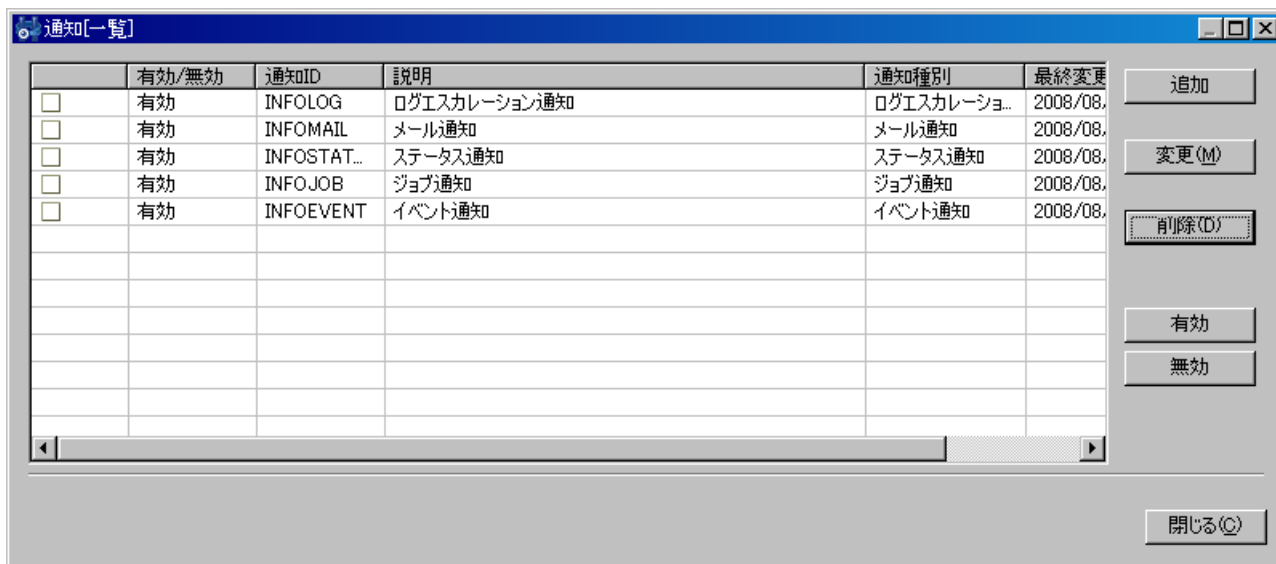 通知[一覧]
有効/無効 通知ID 説明 通知種別 最終変更
有効 INFOLOG ログエスカレーション通知 ログエスカレーショ... 2008/08/
有効 INFOMAIL メール通知 メール通知 2008/08/
有効 INFOSTAT... ステータス通知 ステータス通知 2008/08/
有効 INFOJOB ジョブ通知 ジョブ通知 2008/08/
有効 INFOEVENT イベント通知 イベント通知 2008/08/
追加
変更(M)
削除(D)
有効
無効
閉じる(C)